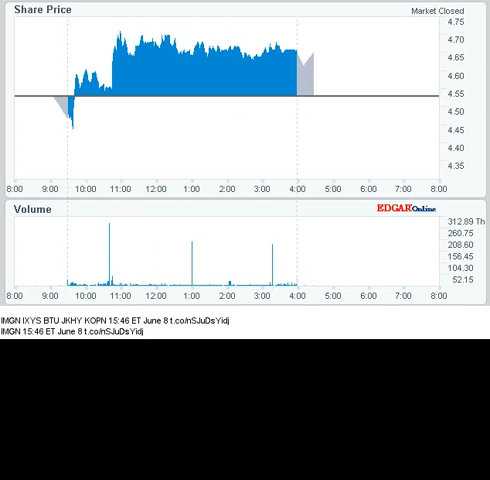 Share Price
Market Closed
4.75
4.70
4.65
4.60
4.55
4.50
4.45
4.40
4.35
8:00 9:00 10:00 11:00 12:00 1:00 2:00 3:00 4:00 5:00 6:00 7:00 8:00
Volume
EDGAR Online
312.89 Th
260.75
208.60
156.45
104.30
52.15
8:00 9:00 10:00 11:00 12:00 1:00 2:00 3:00 4:00 5:00 6:00 7:00 8:00
IMGN IXYS BTU JKHY KOPN 15:46 ET June 8 t.co/nSJuDsYidj
IMGN 15:46 ET June 8 t.co/nSJuDsYidj